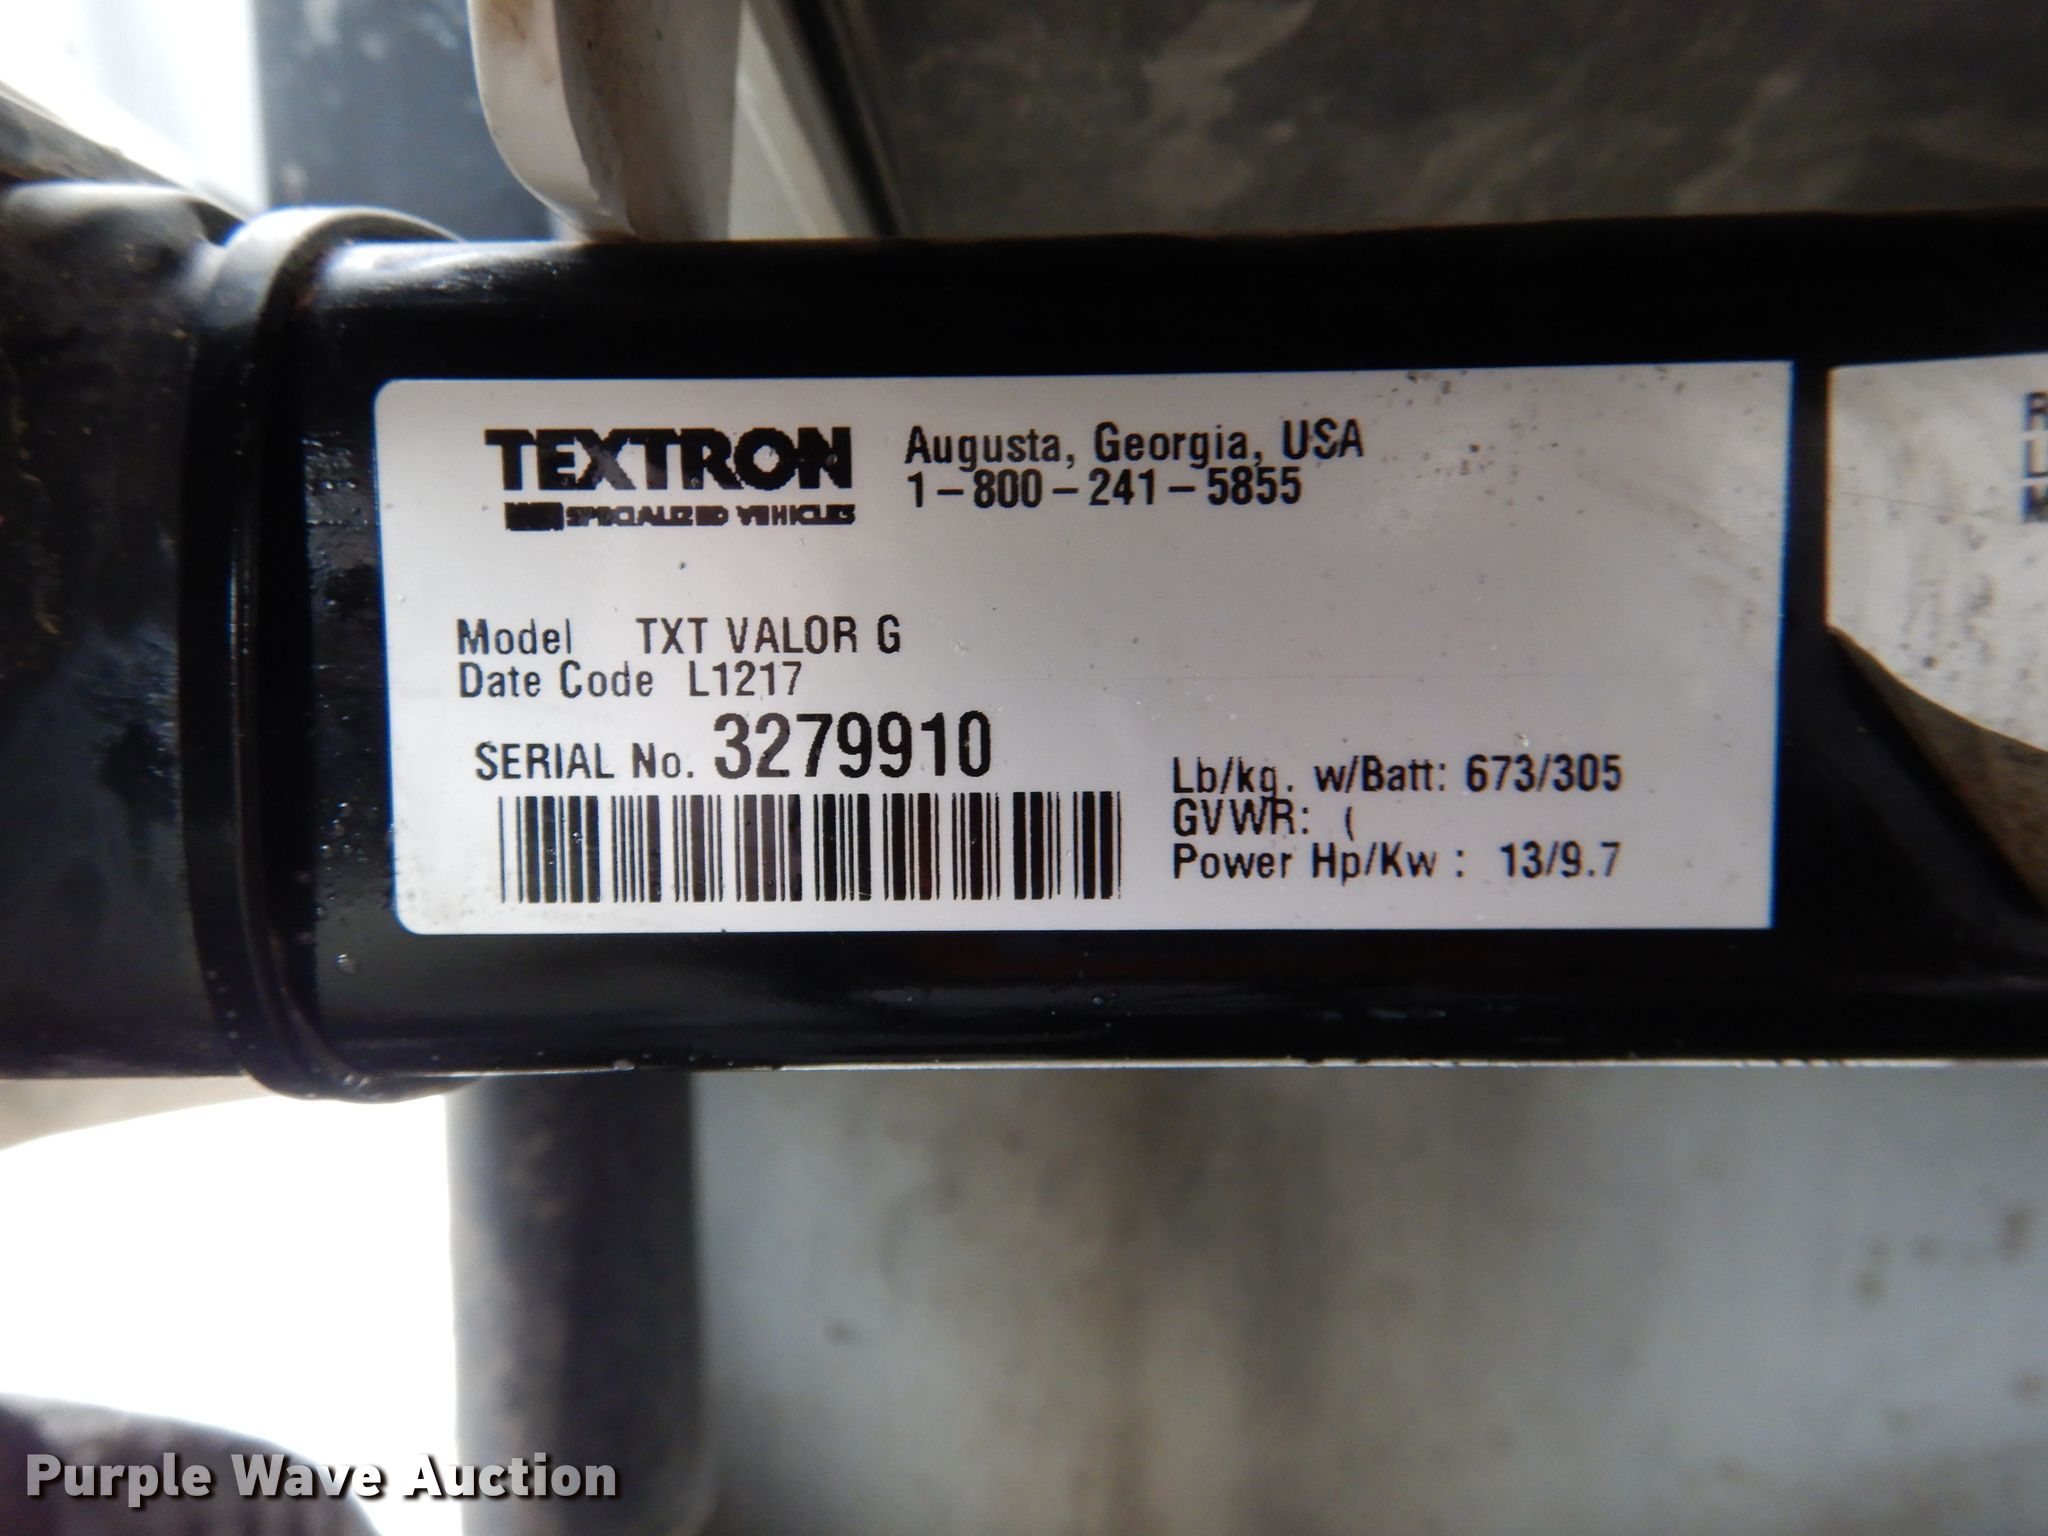 TEXTRON
SPECIALIZED VEHICLES
Augusta, Georgia, USA
1-800-241-5855
Model TXT VALOR G
Date Code L1217
SERIAL No. 3279910
Lb/kg. w/Batt: 673/305
GVWR: (
Power Hp/Kw : 13/9.7
Purple Wave Auction